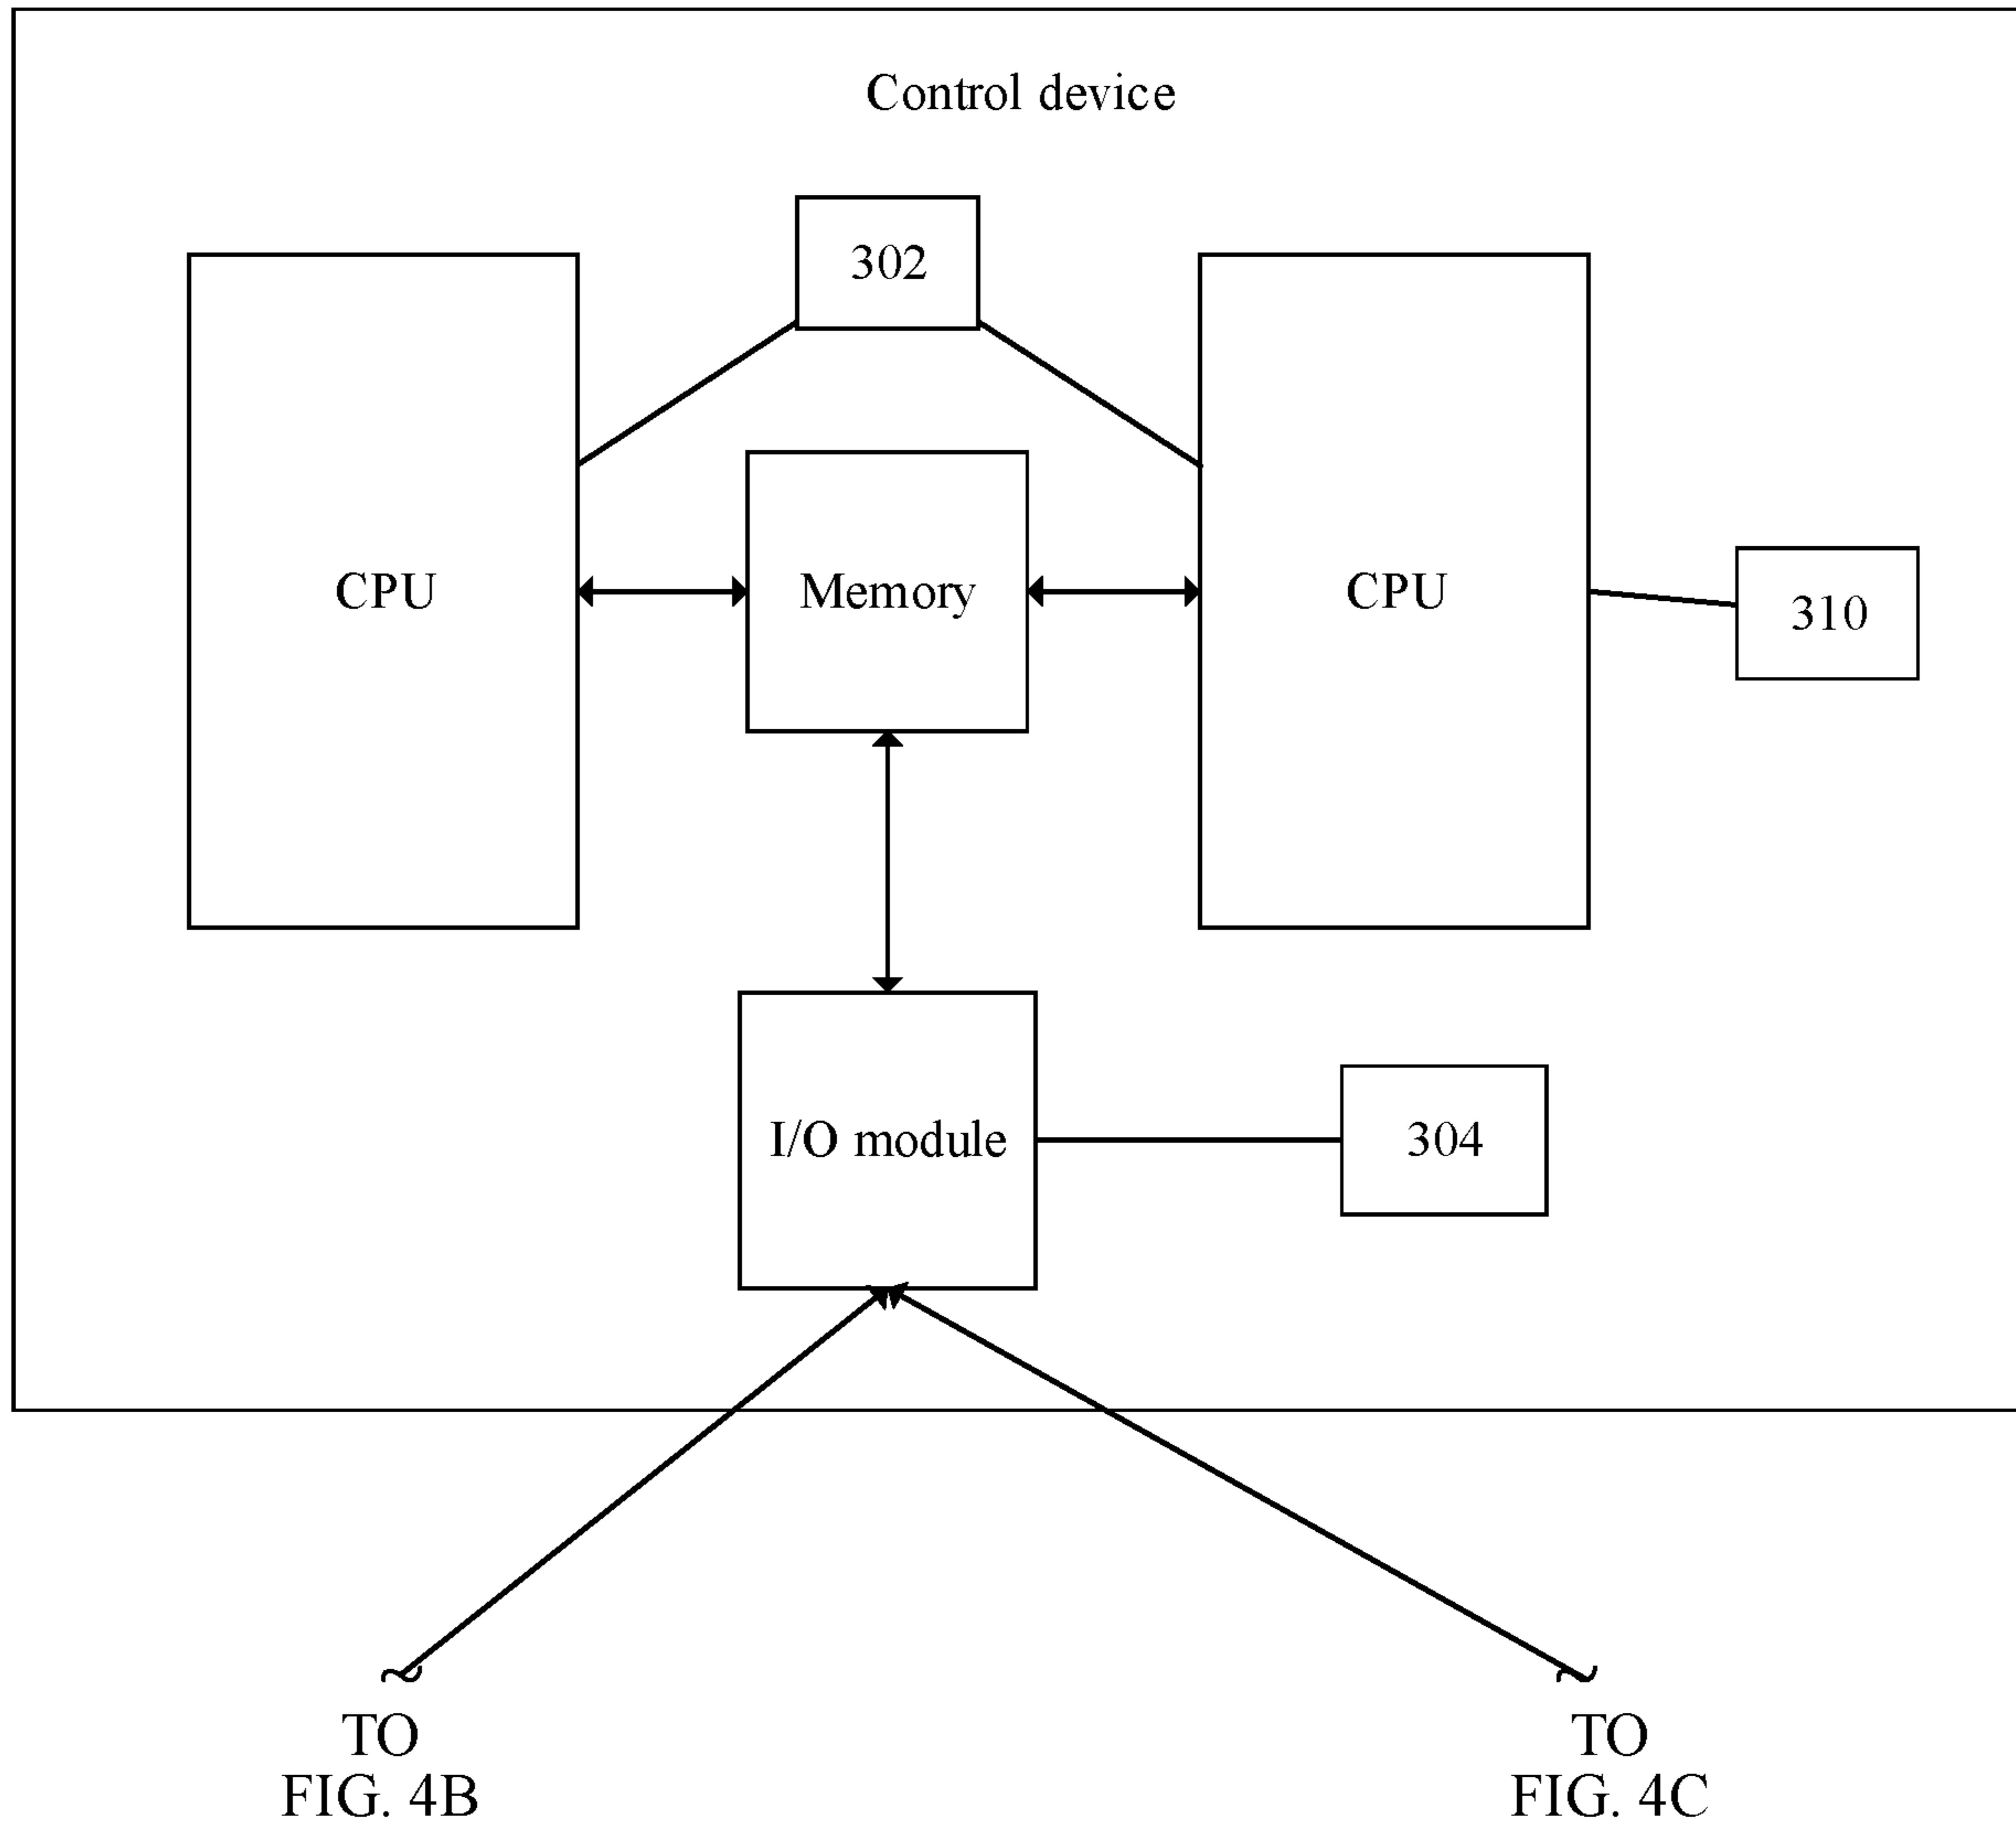 Control device
302
CPU
Memory
CPU
310
I/O module
304
TO
FIG. 4B
TO
FIG. 4C